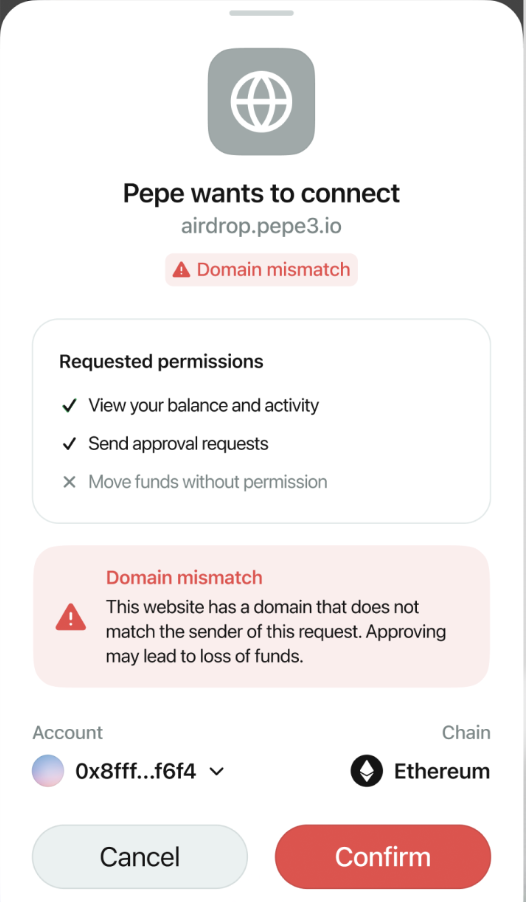 Pepe wants to connect
airdrop.pepe3.io
Domain mismatch
Requested permissions
View your balance and activity
Send approval requests
Move funds without permission
Domain mismatch
This website has a domain that does not
match the sender of this request. Approving
may lead to loss of funds.
Account
Chain
0x8fff...f6f4
Ethereum
Cancel
Confirm